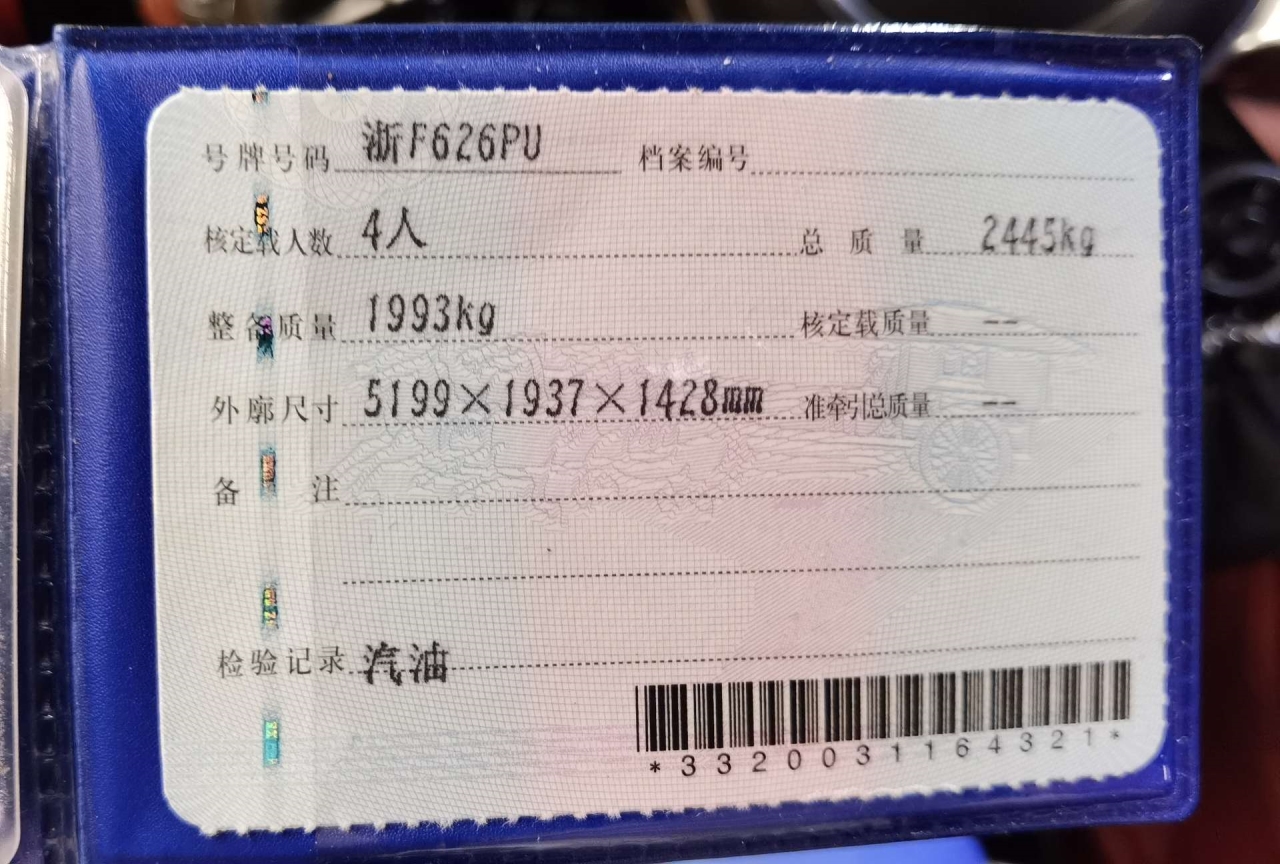 号牌号码 浙F626PU 档案编号
核定载人数 4人 总质量 2445kg
整备质量 1993kg 核定载质量 --
外廓尺寸 5199×1937×1428mm 准牵引总质量 --
备注
检验记录 汽油
*3320031164321*